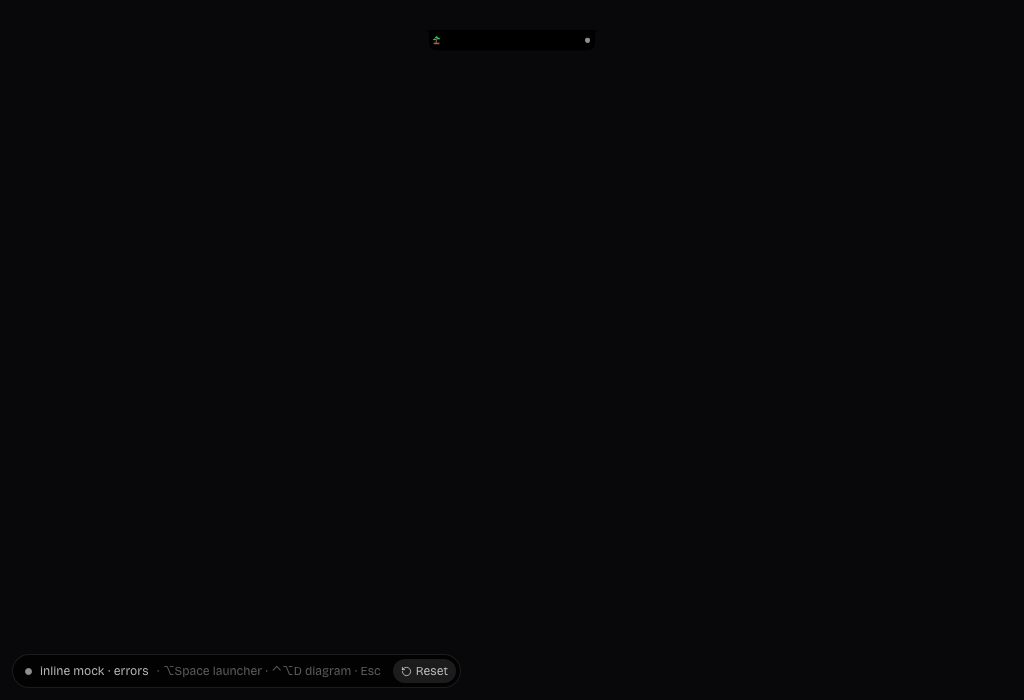 inline mock · errors · ⌥Space launcher · ^⌥D diagram · Esc Reset